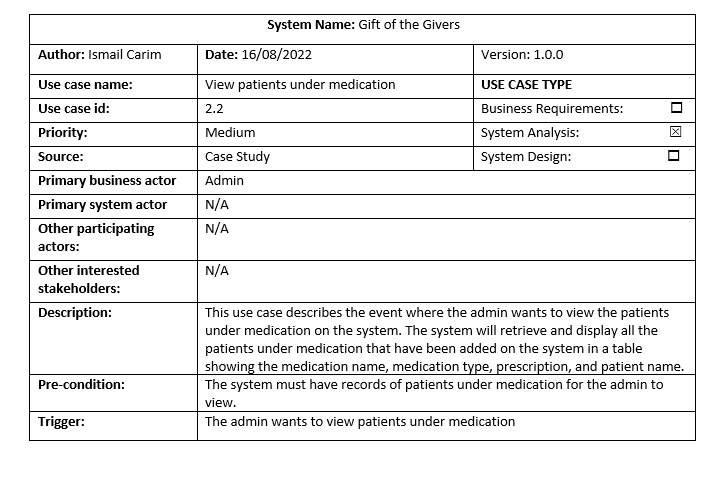 System Name: Gift of the Givers
Author: Ismail Carim Date: 16/08/2022 Version: 1.0.0
Use case name: View patients under medication USE CASE TYPE
Use case id: 2.2 Business Requirements: ☐
Priority: Medium System Analysis: ☒
Source: Case Study System Design: ☐
Primary business actor Admin
Primary system actor N/A
Other participating N/A
actors:
Other interested N/A
stakeholders:
Description: This use case describes the event where the admin wants to view the patients
under medication on the system. The system will retrieve and display all the
patients under medication that have been added on the system in a table
showing the medication name, medication type, prescription, and patient name.
Pre-condition: The system must have records of patients under medication for the admin to
view.
Trigger: The admin wants to view patients under medication